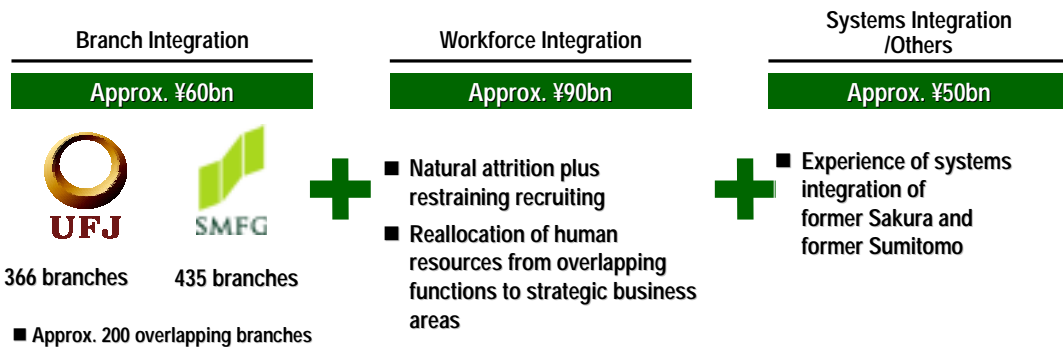 Branch Integration
Approx. ¥60bn
UFJ
SMFG
366 branches
435 branches
■ Approx. 200 overlapping branches
Workforce Integration
Approx. ¥90bn
■ Natural attrition plus
restraining recruiting
■ Reallocation of human
resources from overlapping
functions to strategic business
areas
Systems Integration
/Others
Approx. ¥50bn
■ Experience of systems
integration of
former Sakura and
former Sumitomo